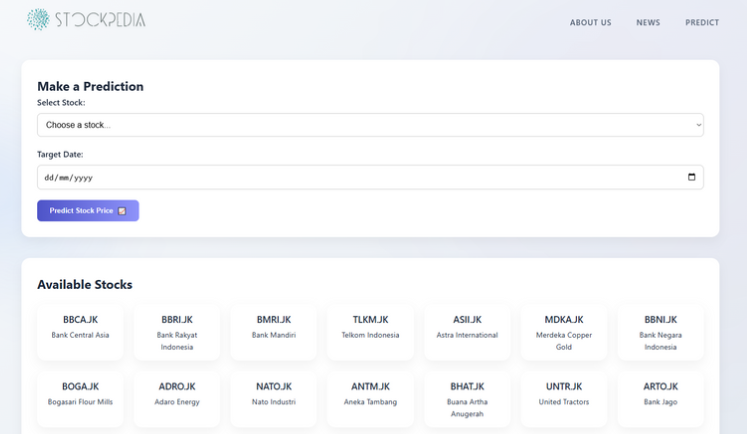 STOCKPEDIA
ABOUT US NEWS PREDICT
Make a Prediction
Select Stock:
Choose a stock...
Target Date:
dd/mm/yyyy
Predict Stock Price
Available Stocks
BBCA.JK BBRI.JK BMRI.JK TLKM.JK ASII.JK MDKA.JK BBNI.JK
Bank Central Asia Bank Rakyat Bank Mandiri Telkom Indonesia Astra International Merdeka Copper Bank Negara
Indonesia Gold Indonesia
BOGA.JK ADRO.JK NATO.JK ANTM.JK BHAT.JK UNTR.JK ARTO.JK
Bogasari Flour Mills Adaro Energy Nato Industri Aneka Tambang Buana Artha United Tractors Bank Jago
Anugerah